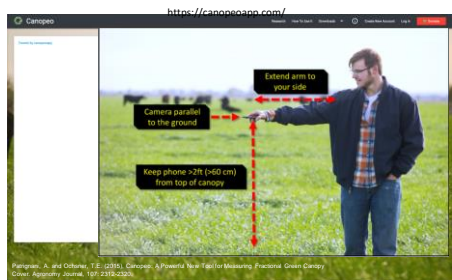 https://canopeoapp.com/
Canopeo
Research How To Use It Downloads Create New Account Log In
Extend arm to
your side
Camera parallel
to the ground
Keep phone >2ft (>60 cm)
from top of canopy
Patrignani, A. and Ochsner, T.E. (2015). Canopeo: A Powerful New Tool for Measuring Fractional Green Canopy
Cover. Agronomy Journal, 107: 2312-2320.